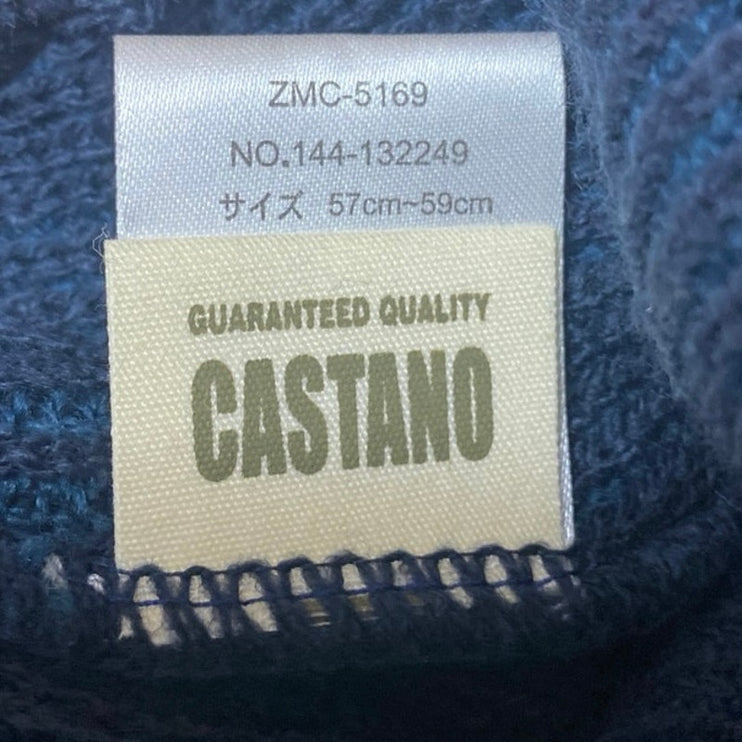 ZMC-5169
NO.144-132249
サイズ 57cm~59cm
GUARANTEED QUALITY
CASTANO